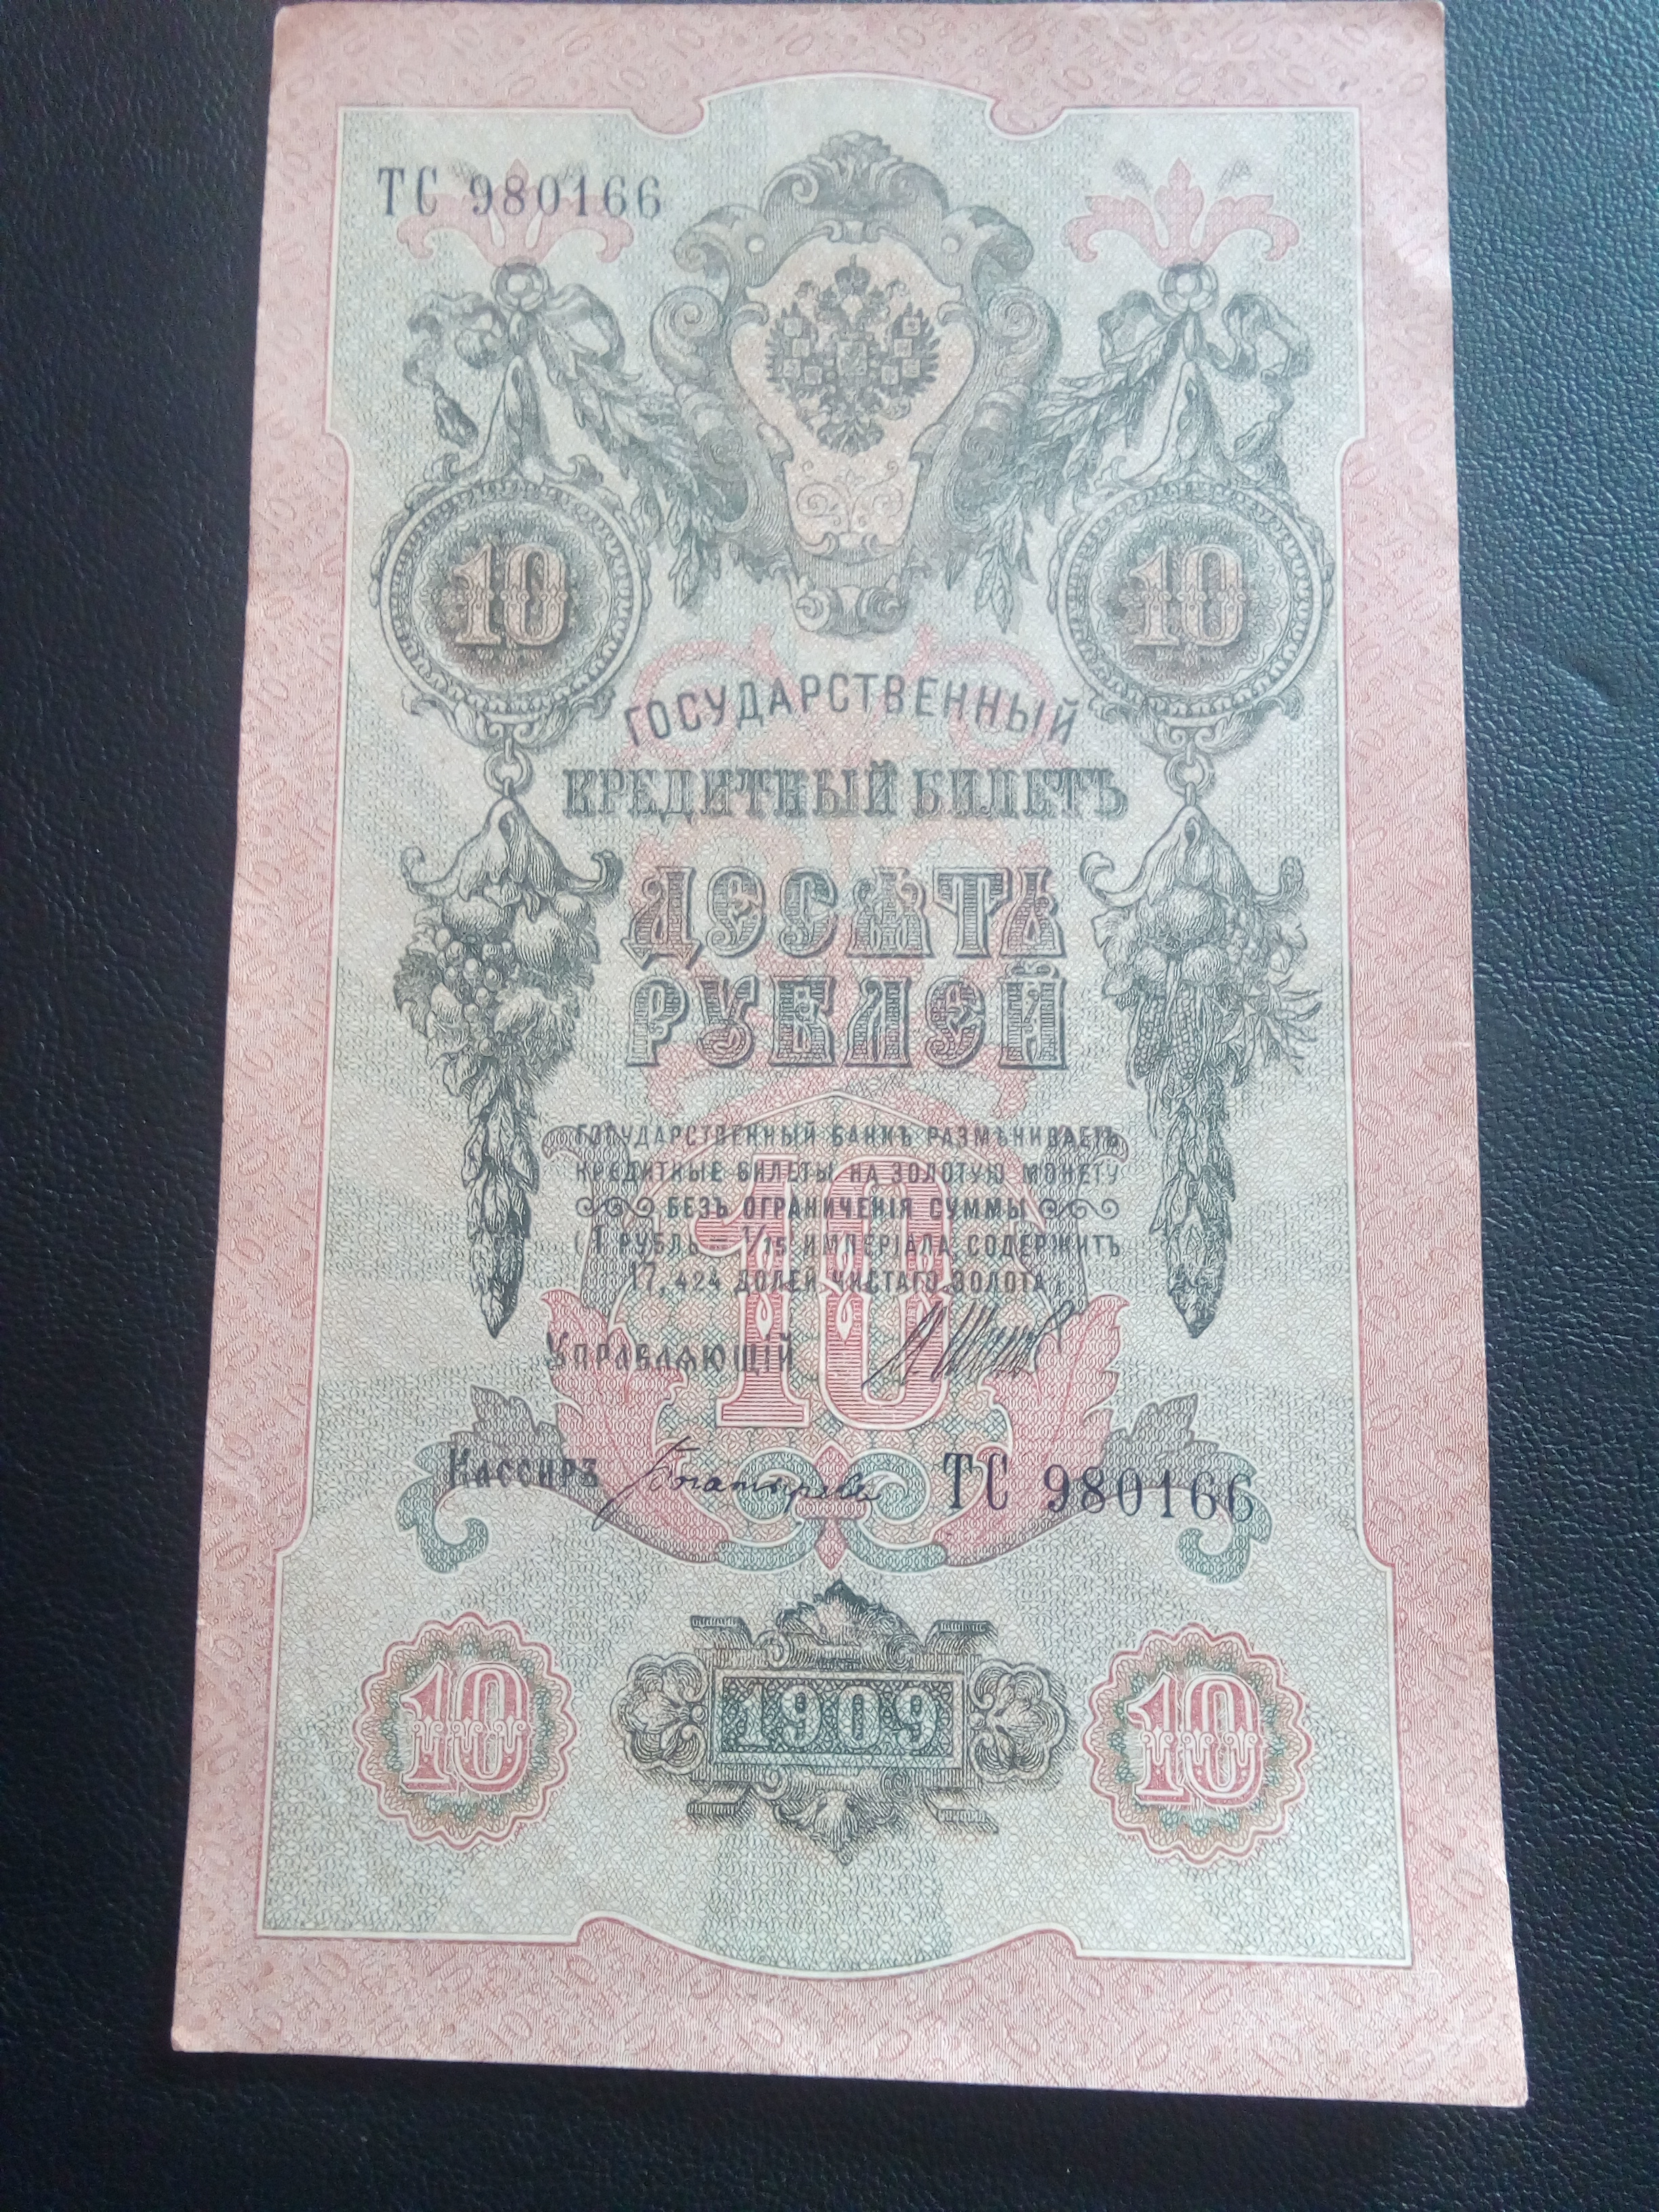 ТС 980166
10 10
ГОСУДАРСТВЕННЫЙ
КРЕДИТНЫЙ БИЛЕТЪ
ДЕСЯТЬ
РУБЛЕЙ
ГОСУДАРСТВЕННЫЙ БАНКЪ РАЗМѢНИВАЕТЪ
КРЕДИТНЫЕ БИЛЕТЫ НА ЗОЛОТУЮ МОНЕТУ
БЕЗЪ ОГРАНИЧЕНІЯ СУММЫ
(1 РУБЛЬ = 1/15 ИМПЕРІАЛА, СОДЕРЖИТЪ
17,424 ДОЛЕЙ ЧИСТАГО ЗОЛОТА)
10
УПРАВЛЯЮЩІЙ
КАССИРЪ ТС 980166
10 1909 10